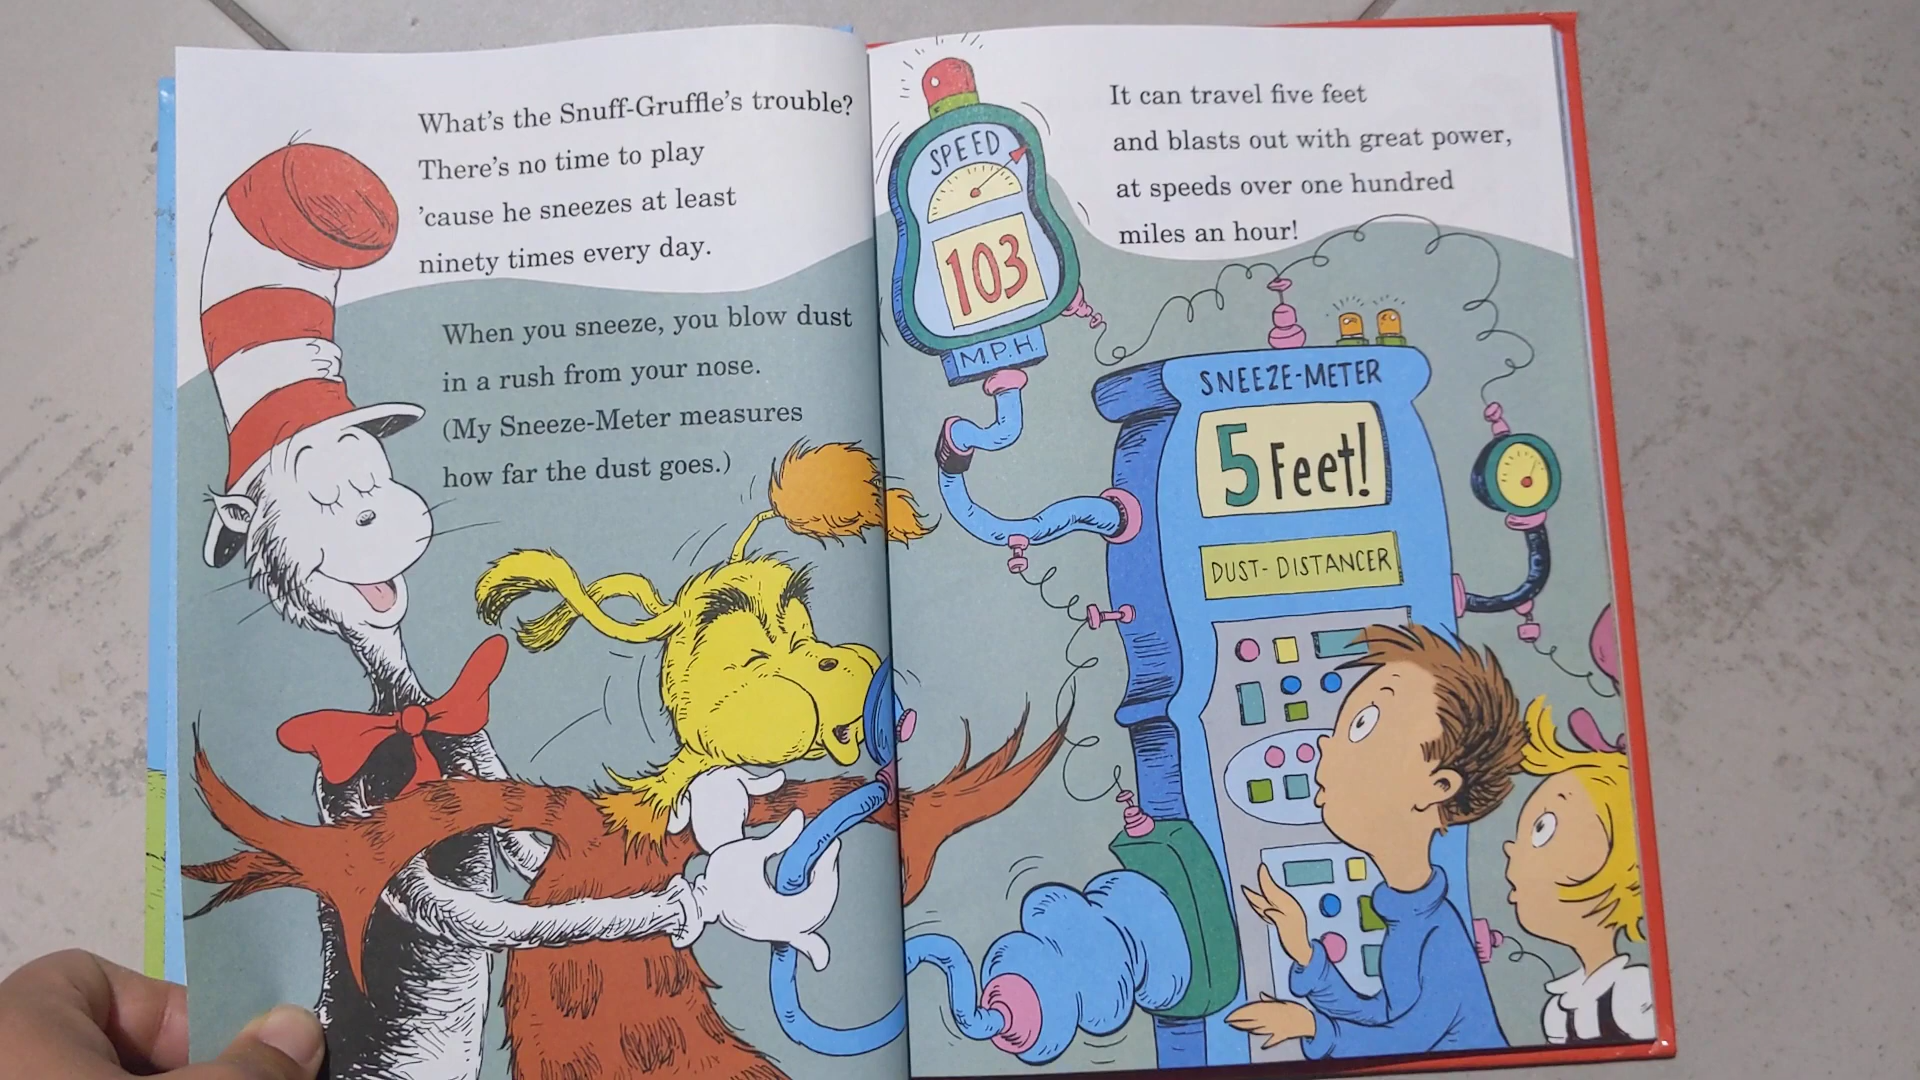 What's the Snuff-Gruffle's trouble?
There's no time to play
'cause he sneezes at least
ninety times every day.
When you sneeze, you blow dust
in a rush from your nose.
(My Sneeze-Meter measures
how far the dust goes.)
SPEED
103
M.P.H.
It can travel five feet
and blasts out with great power,
at speeds over one hundred
miles an hour!
SNEEZE-METER
5 Feet!
DUST-DISTANCER